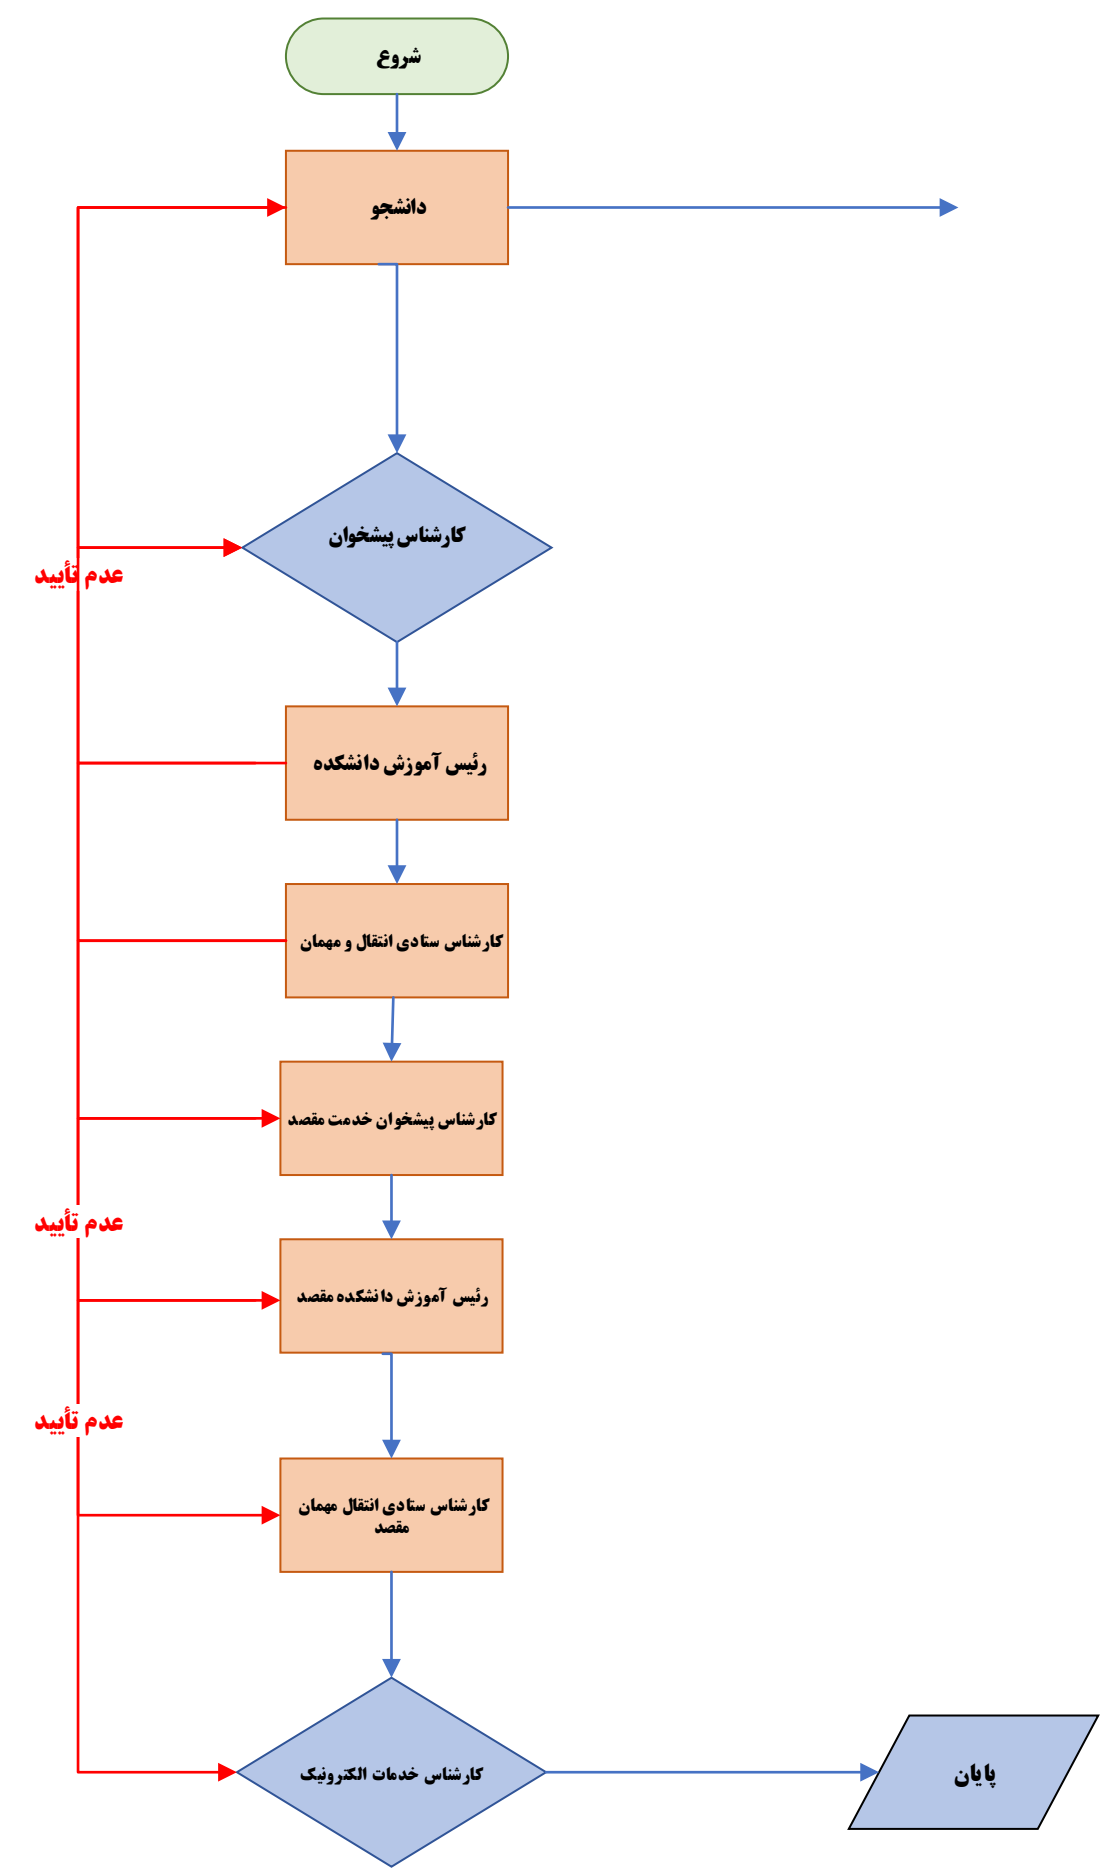 شروع
دانشجو
کارشناس پیشخوان
عدم تأیید
رئیس آموزش دانشکده
کارشناس ستادی انتقال و مهمان
کارشناس پیشخوان خدمت مقصد
عدم تأیید
رئیس آموزش دانشکده مقصد
عدم تأیید
کارشناس ستادی انتقال مهمان
مقصد
کارشناس خدمات الکترونیک
پایان